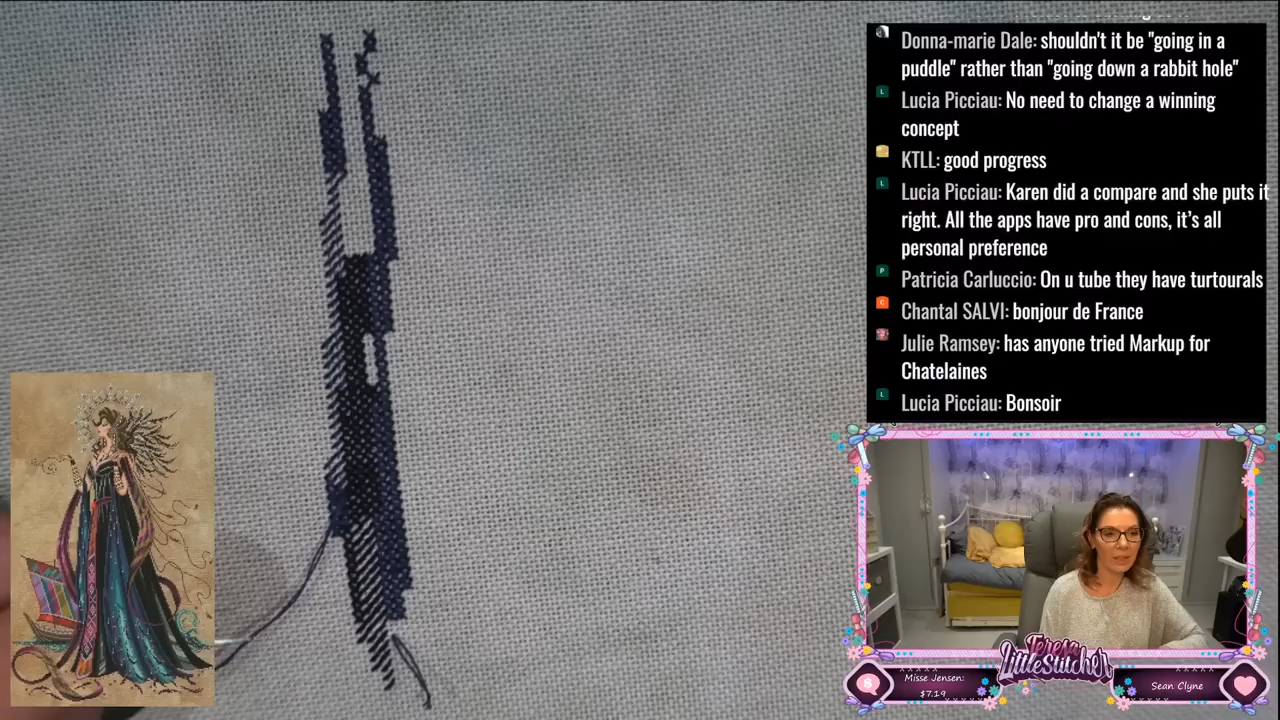 Donna-marie Dale: shouldn't it be "going in a
puddle" rather than "going down a rabbit hole"
Lucia Picciau: No need to change a winning
concept
KTLL: good progress
Lucia Picciau: Karen did a compare and she puts it
right. All the apps have pro and cons, it's all
personal preference
Patricia Carluccio: On u tube they have turtourals
Chantal SALVI: bonjour de France
Julie Ramsey: has anyone tried Markup for
Chatelaines
Lucia Picciau: Bonsoir
Teresa
LittleStitcher
Misse Jensen:
$7.19
Sean Clyne